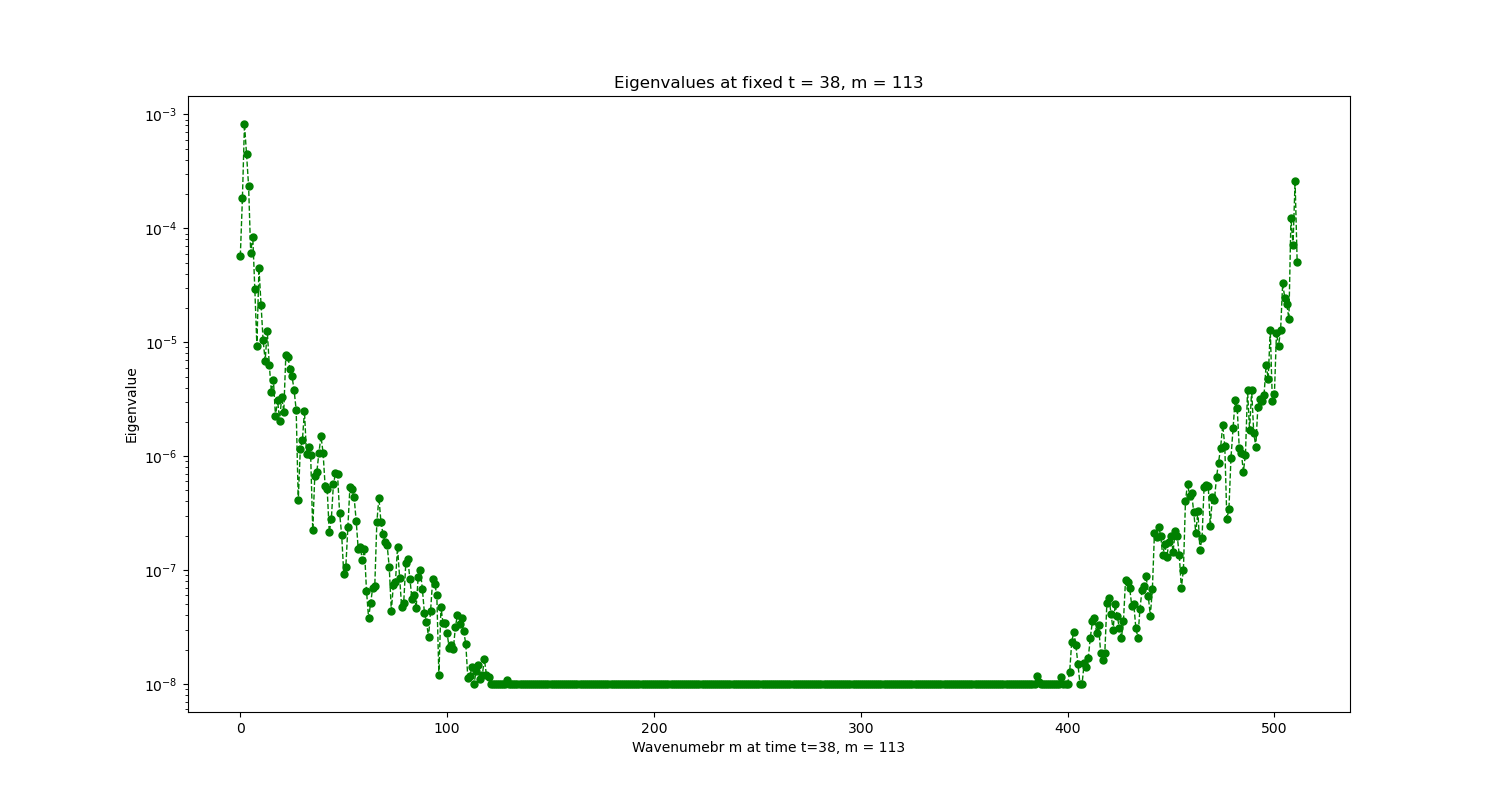 Eigenvalues at fixed t = 38, m = 113
Eigenvalue
10⁻³
10⁻⁴
10⁻⁵
10⁻⁶
10⁻⁷
10⁻⁸
0 100 200 300 400 500
Wavenumebr m at time t=38, m = 113